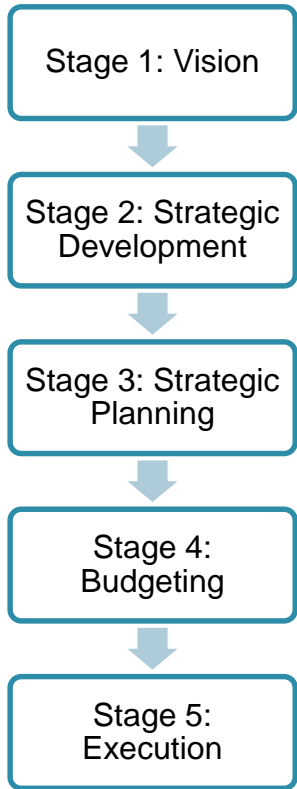 Stage 1: Vision
Stage 2: Strategic
Development
Stage 3: Strategic
Planning
Stage 4:
Budgeting
Stage 5:
Execution